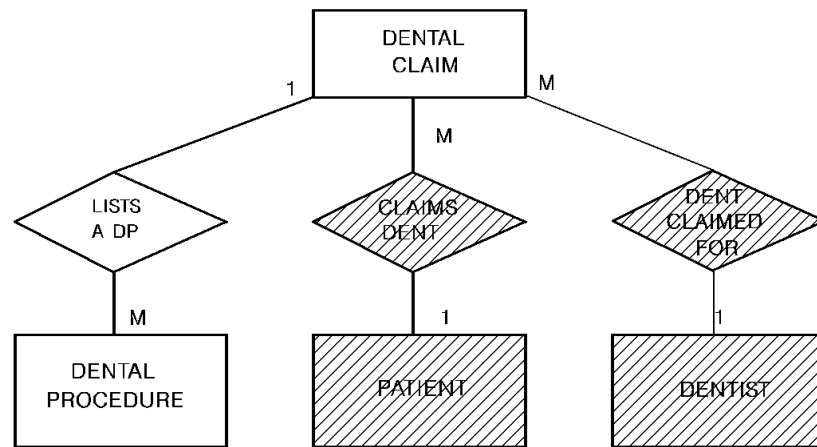 DENTAL
CLAIM
1
M
M
LISTS
A DP
CLAIMS
DENT
DENT
CLAIMED
FOR
M
1
1
DENTAL
PROCEDURE
PATIENT
DENTIST